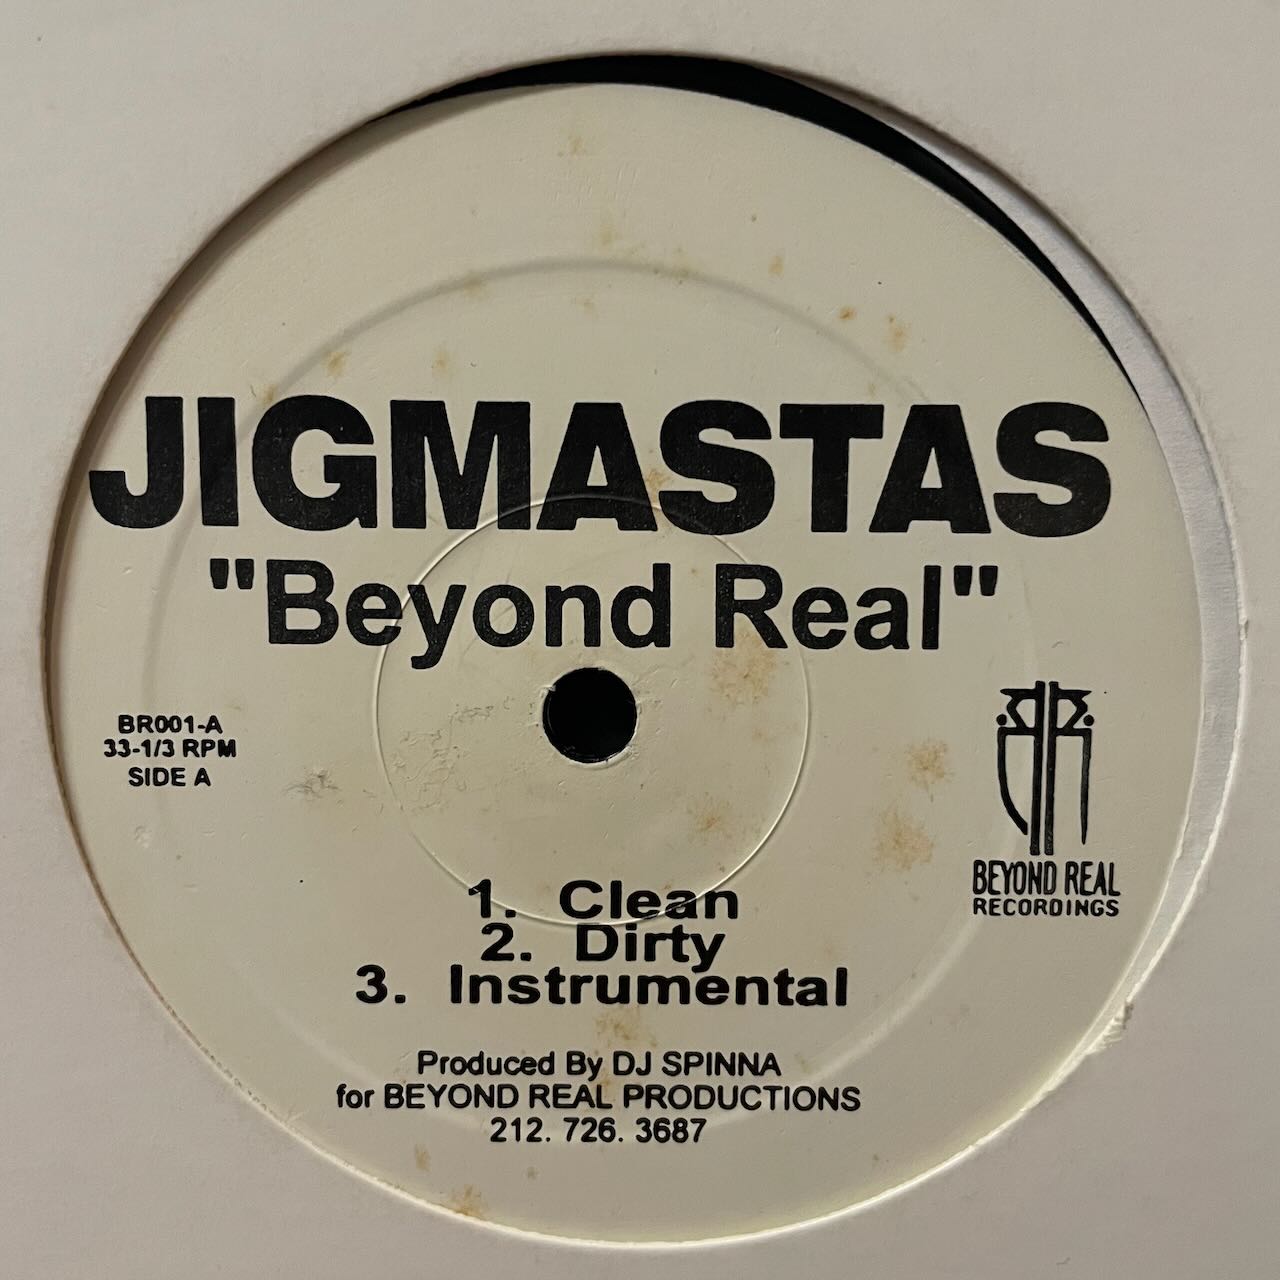 JIGMASTAS
"Beyond Real"
BR001-A
33-1/3 RPM
SIDE A
BEYOND REAL
RECORDINGS
1. Clean
2. Dirty
3. Instrumental
Produced By DJ SPINNA
for BEYOND REAL PRODUCTIONS
212. 726. 3687